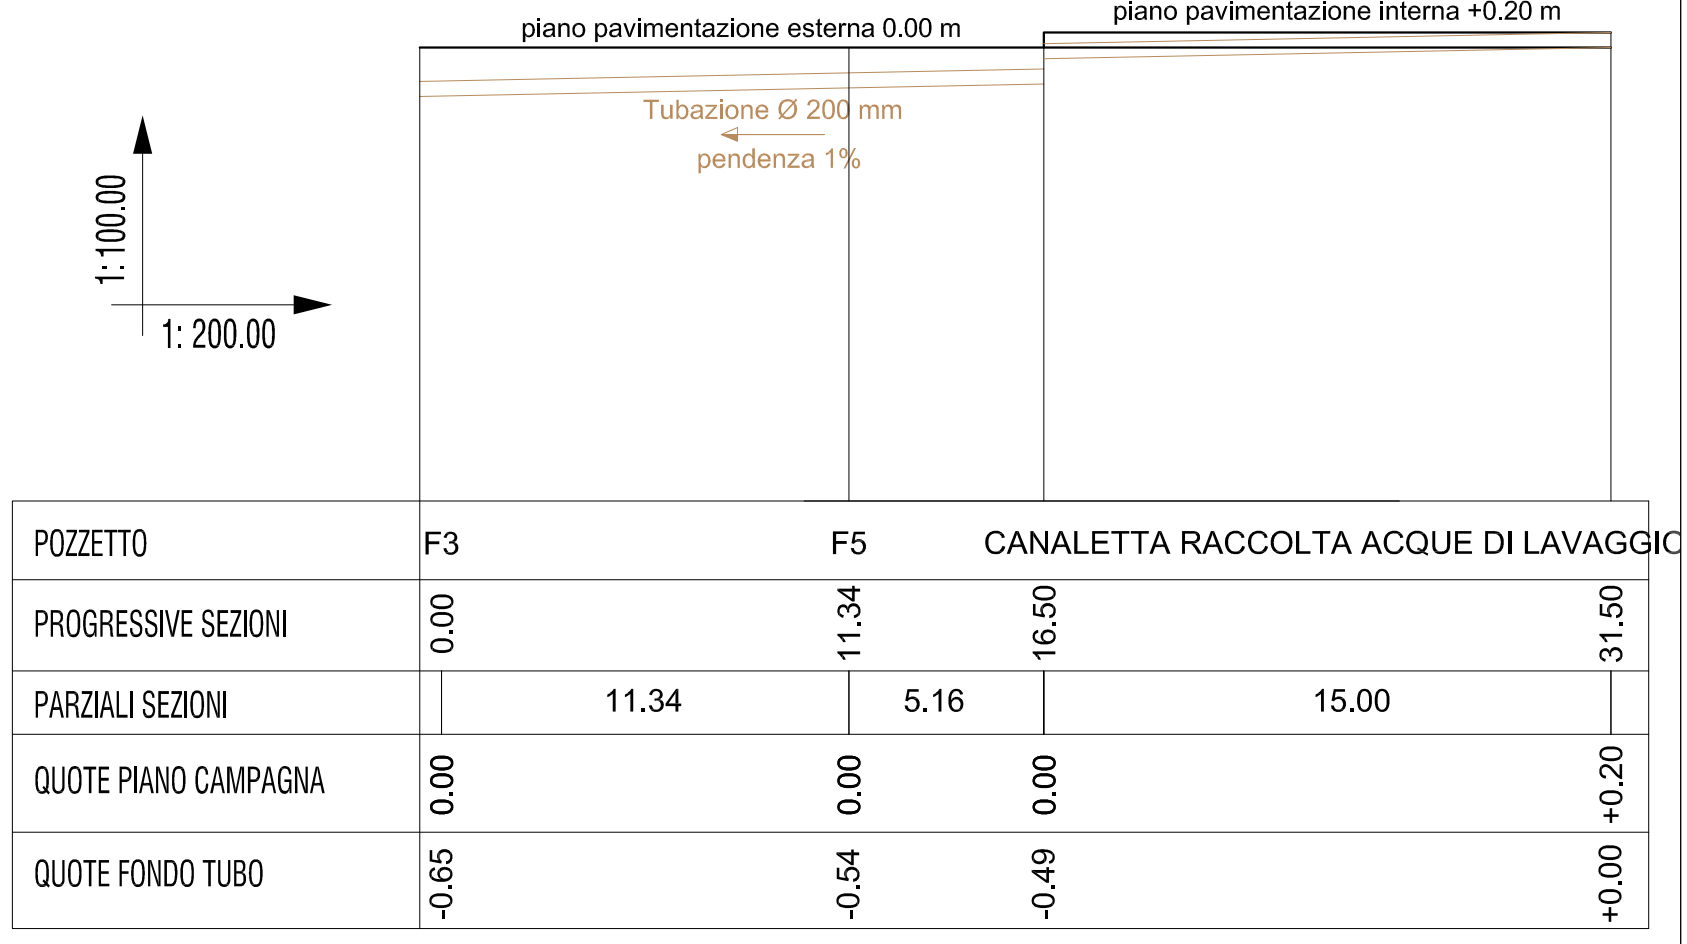 piano pavimentazione esterna 0.00 m
piano pavimentazione interna +0.20 m
Tubazione Ø 200 mm
pendenza 1%
1: 100.00
1: 200.00
POZZETTO F3 F5 CANALETTA RACCOLTA ACQUE DI LAVAGGIO
PROGRESSIVE SEZIONI 0.00 11.34 16.50 31.50
PARZIALI SEZIONI 11.34 5.16 15.00
QUOTE PIANO CAMPAGNA 0.00 0.00 0.00 +0.20
QUOTE FONDO TUBO -0.65 -0.54 -0.49 +0.00